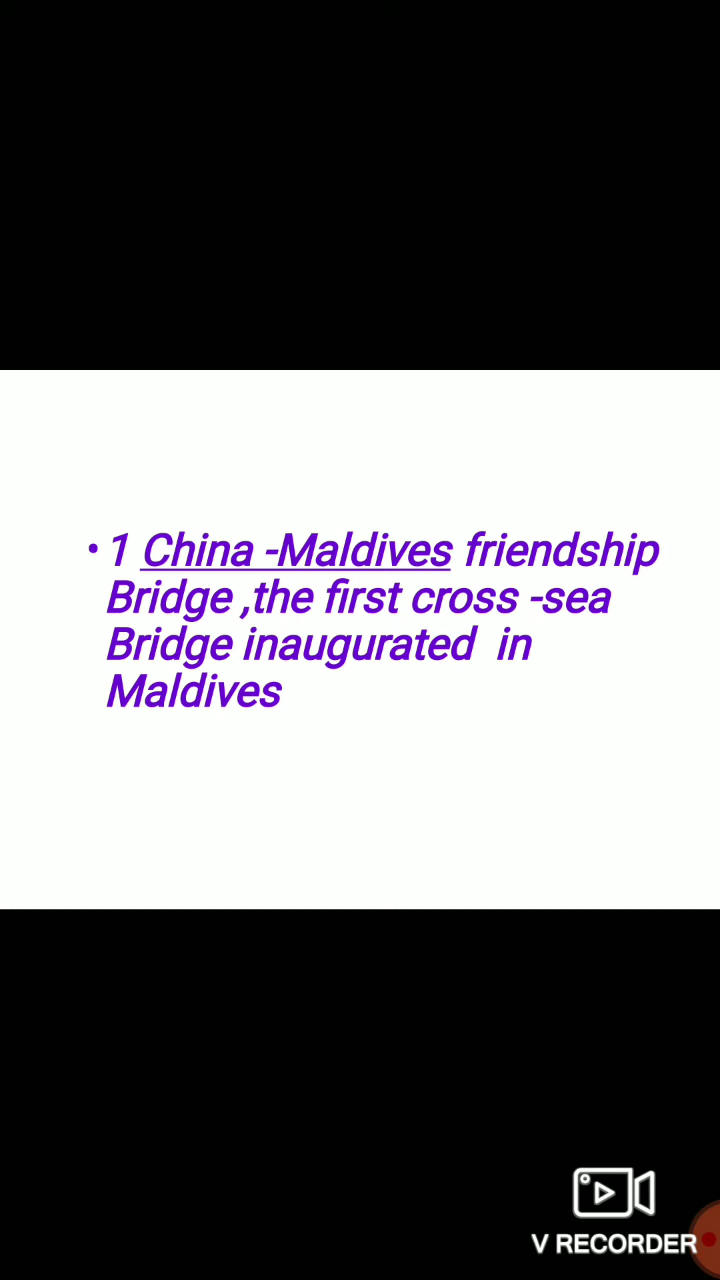 • 1 China -Maldives friendship
Bridge ,the first cross -sea
Bridge inaugurated  in
Maldives
V RECORDER